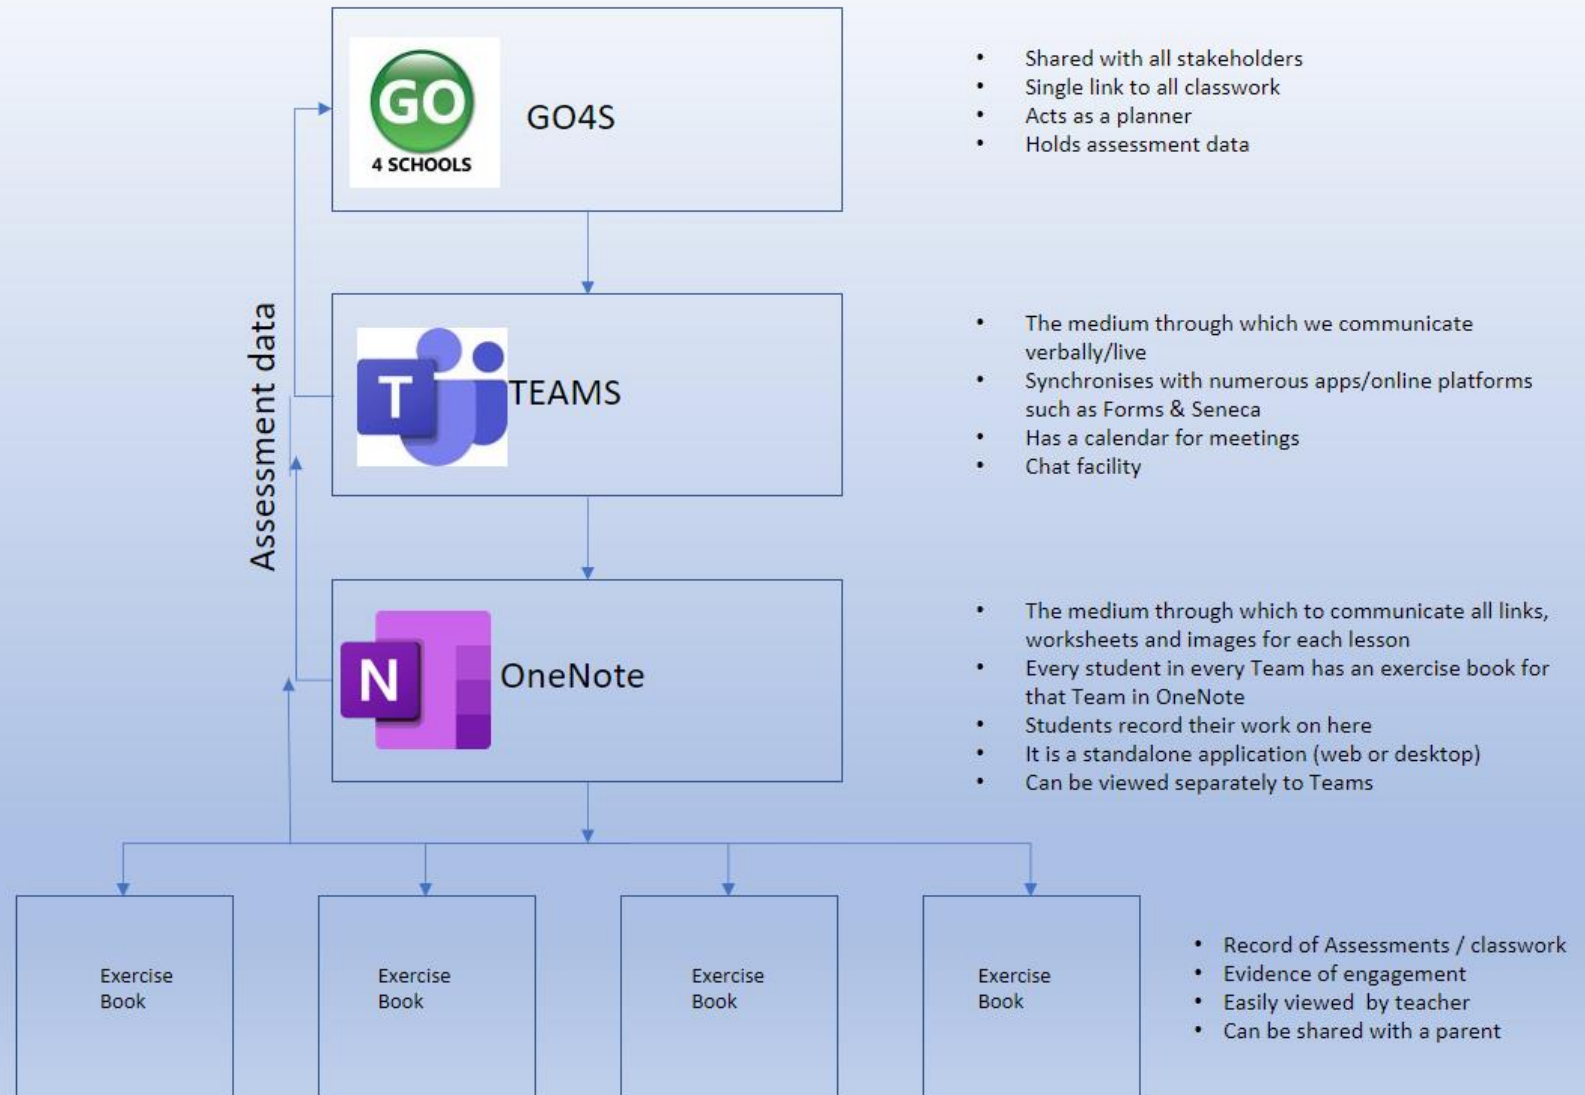 GO
4 SCHOOLS
GO4S
• Shared with all stakeholders
• Single link to all classwork
• Acts as a planner
• Holds assessment data
Assessment data
T
TEAMS
• The medium through which we communicate
verbally/live
• Synchronises with numerous apps/online platforms
such as Forms & Seneca
• Has a calendar for meetings
• Chat facility
N
OneNote
• The medium through which to communicate all links,
worksheets and images for each lesson
• Every student in every Team has an exercise book for
that Team in OneNote
• Students record their work on here
• It is a standalone application (web or desktop)
• Can be viewed separately to Teams
Exercise
Book
Exercise
Book
Exercise
Book
Exercise
Book
• Record of Assessments / classwork
• Evidence of engagement
• Easily viewed by teacher
• Can be shared with a parent